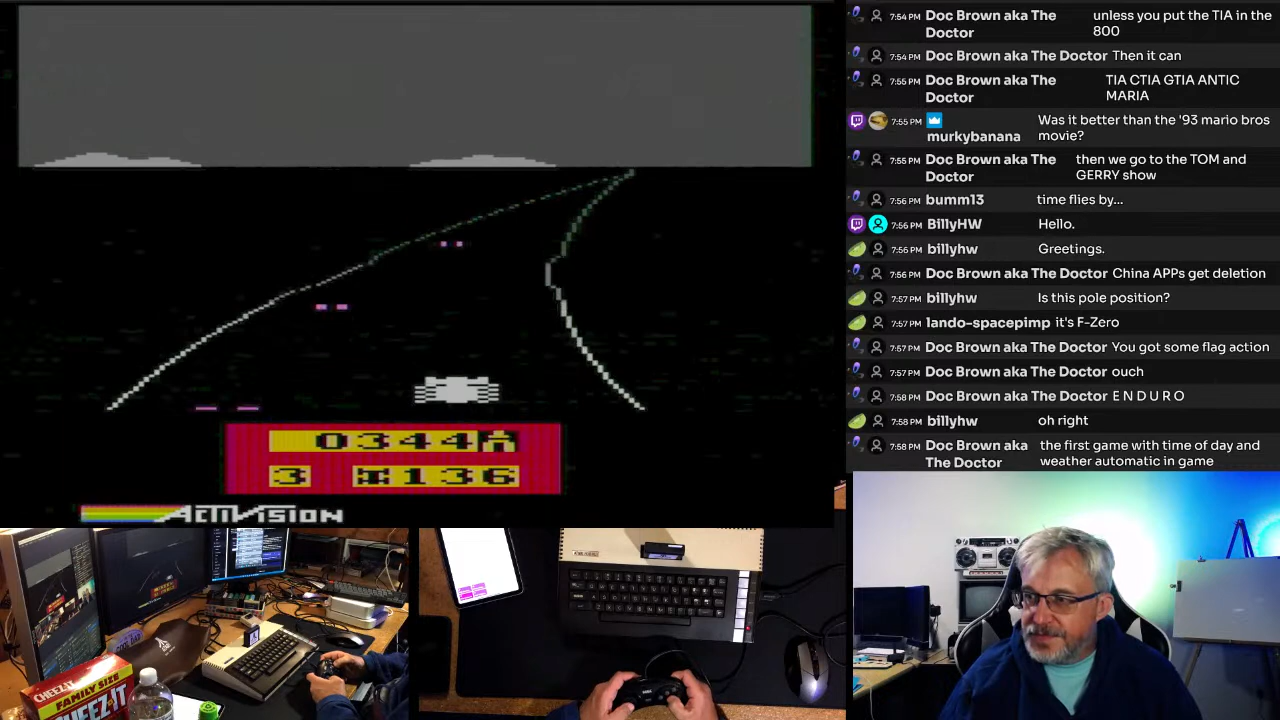 0344
3 136
ACTIVISION
7:54 PM Doc Brown aka The Doctor unless you put the TIA in the 800
7:54 PM Doc Brown aka The Doctor Then it can
7:55 PM Doc Brown aka The Doctor TIA CTIA GTIA ANTIC MARIA
7:55 PM murkybanana Was it better than the '93 mario bros movie?
7:55 PM Doc Brown aka The Doctor then we go to the TOM and GERRY show
7:56 PM bumm13 time flies by...
7:56 PM BillyHW Hello.
7:56 PM billyhw Greetings.
7:56 PM Doc Brown aka The Doctor China APPs get deletion
7:57 PM billyhw Is this pole position?
7:57 PM lando-spacepimp it's F-Zero
7:57 PM Doc Brown aka The Doctor You got some flag action
7:57 PM Doc Brown aka The Doctor ouch
7:58 PM Doc Brown aka The Doctor E N D U R O
7:58 PM billyhw oh right
7:58 PM Doc Brown aka The Doctor the first game with time of day and weather automatic in game
CHEEZ-IT
FAMILY SIZE
CHEEZ-IT
SEGA